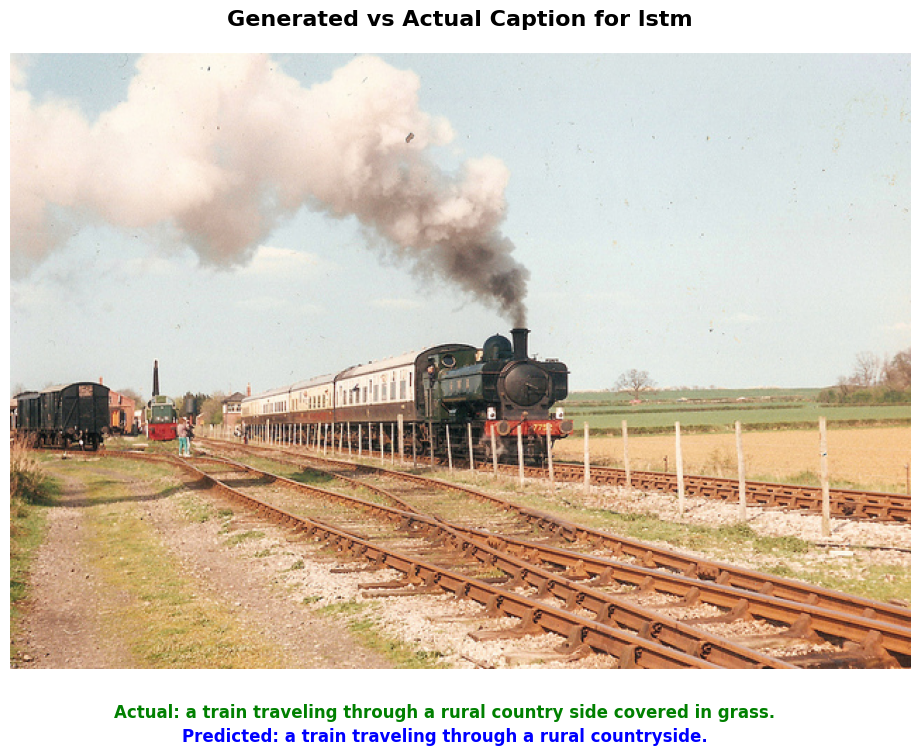 Generated vs Actual Caption for lstm
Actual: a train traveling through a rural country side covered in grass.
Predicted: a train traveling through a rural countryside.